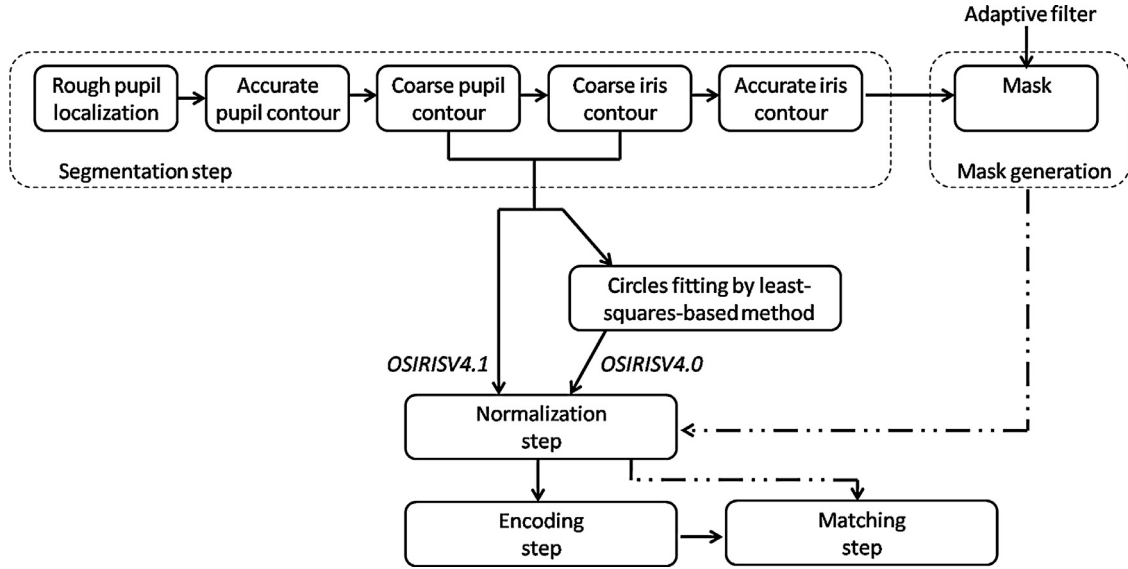 Adaptive filter
Rough pupil
localization
Accurate
pupil contour
Coarse pupil
contour
Coarse iris
contour
Accurate iris
contour
Mask
Segmentation step
Mask generation
Circles fitting by least-
squares-based method
OSIRISV4.1
OSIRISV4.0
Normalization
step
Encoding
step
Matching
step